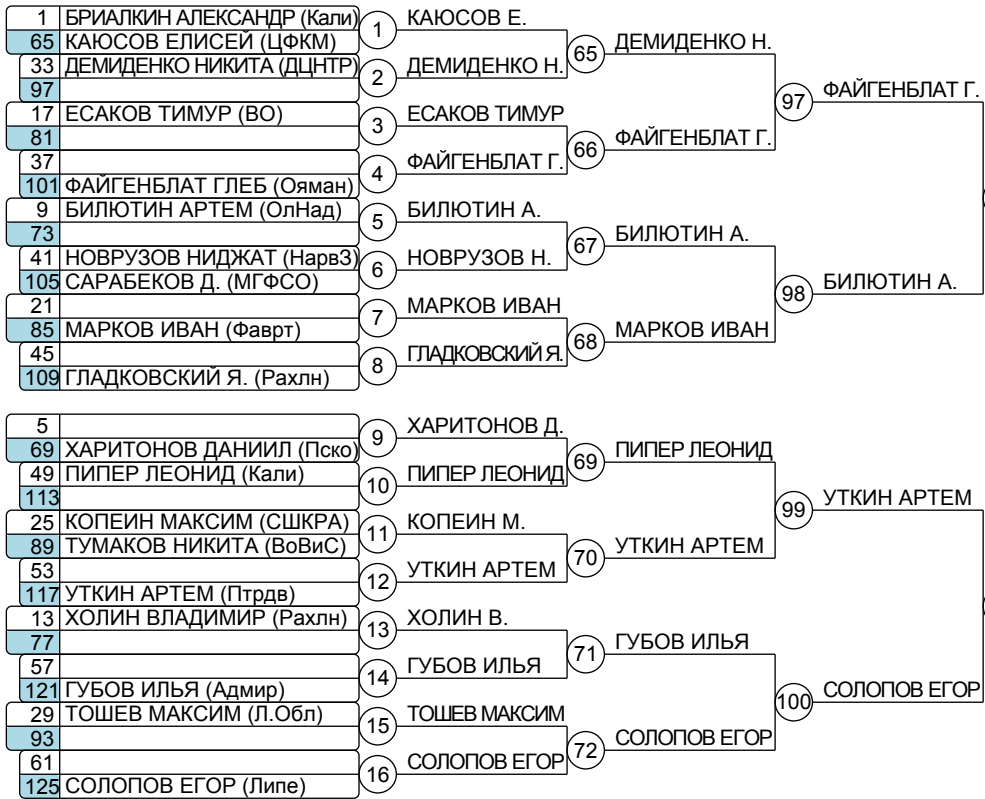 1 БРИАЛКИН АЛЕКСАНДР (Кали)
65 КАЮСОВ ЕЛИСЕЙ (ЦФКМ)
1 КАЮСОВ Е.
33 ДЕМИДЕНКО НИКИТА (ДЦНТР)
97
2 ДЕМИДЕНКО Н.
65 ДЕМИДЕНКО Н.
17 ЕСАКОВ ТИМУР (ВО)
81
3 ЕСАКОВ ТИМУР
37
101 ФАЙГЕНБЛАТ ГЛЕБ (Ояман)
4 ФАЙГЕНБЛАТ Г.
66 ФАЙГЕНБЛАТ Г.
97 ФАЙГЕНБЛАТ Г.
9 БИЛЮТИН АРТЕМ (ОлНад)
73
5 БИЛЮТИН А.
41 НОВРУЗОВ НИДЖАТ (НарвЗ)
105 САРАБЕКОВ Д. (МГФСО)
6 НОВРУЗОВ Н.
67 БИЛЮТИН А.
21
85 МАРКОВ ИВАН (Фаврт)
7 МАРКОВ ИВАН
45
109 ГЛАДКОВСКИЙ Я. (Рахлн)
8 ГЛАДКОВСКИЙ Я.
68 МАРКОВ ИВАН
98 БИЛЮТИН А.
5
69 ХАРИТОНОВ ДАНИИЛ (Пско)
9 ХАРИТОНОВ Д.
49 ПИПЕР ЛЕОНИД (Кали)
113
10 ПИПЕР ЛЕОНИД
69 ПИПЕР ЛЕОНИД
25 КОПЕИН МАКСИМ (СШКРА)
89 ТУМАКОВ НИКИТА (ВоВиС)
11 КОПЕИН М.
53
117 УТКИН АРТЕМ (Птрдв)
12 УТКИН АРТЕМ
70 УТКИН АРТЕМ
99 УТКИН АРТЕМ
13 ХОЛИН ВЛАДИМИР (Рахлн)
77
13 ХОЛИН В.
57
121 ГУБОВ ИЛЬЯ (Адмир)
14 ГУБОВ ИЛЬЯ
71 ГУБОВ ИЛЬЯ
29 ТОШЕВ МАКСИМ (Л.Обл)
93
15 ТОШЕВ МАКСИМ
61
125 СОЛОПОВ ЕГОР (Липе)
16 СОЛОПОВ ЕГОР
72 СОЛОПОВ ЕГОР
100 СОЛОПОВ ЕГОР